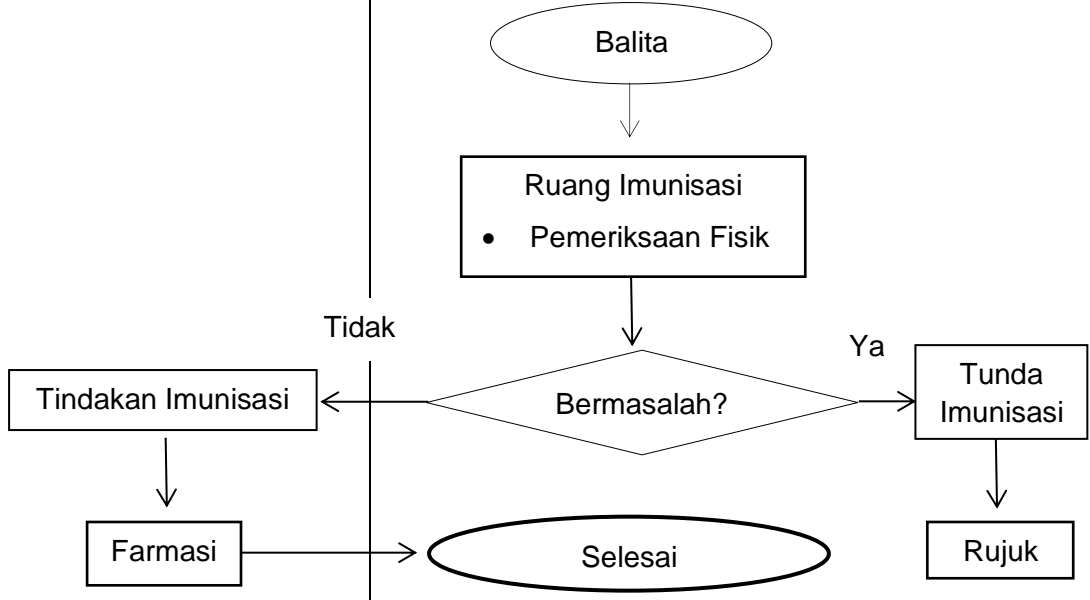 Balita
Ruang Imunisasi
• Pemeriksaan Fisik
Tidak
Ya
Tindakan Imunisasi
Bermasalah?
Tunda
Imunisasi
Farmasi
Selesai
Rujuk